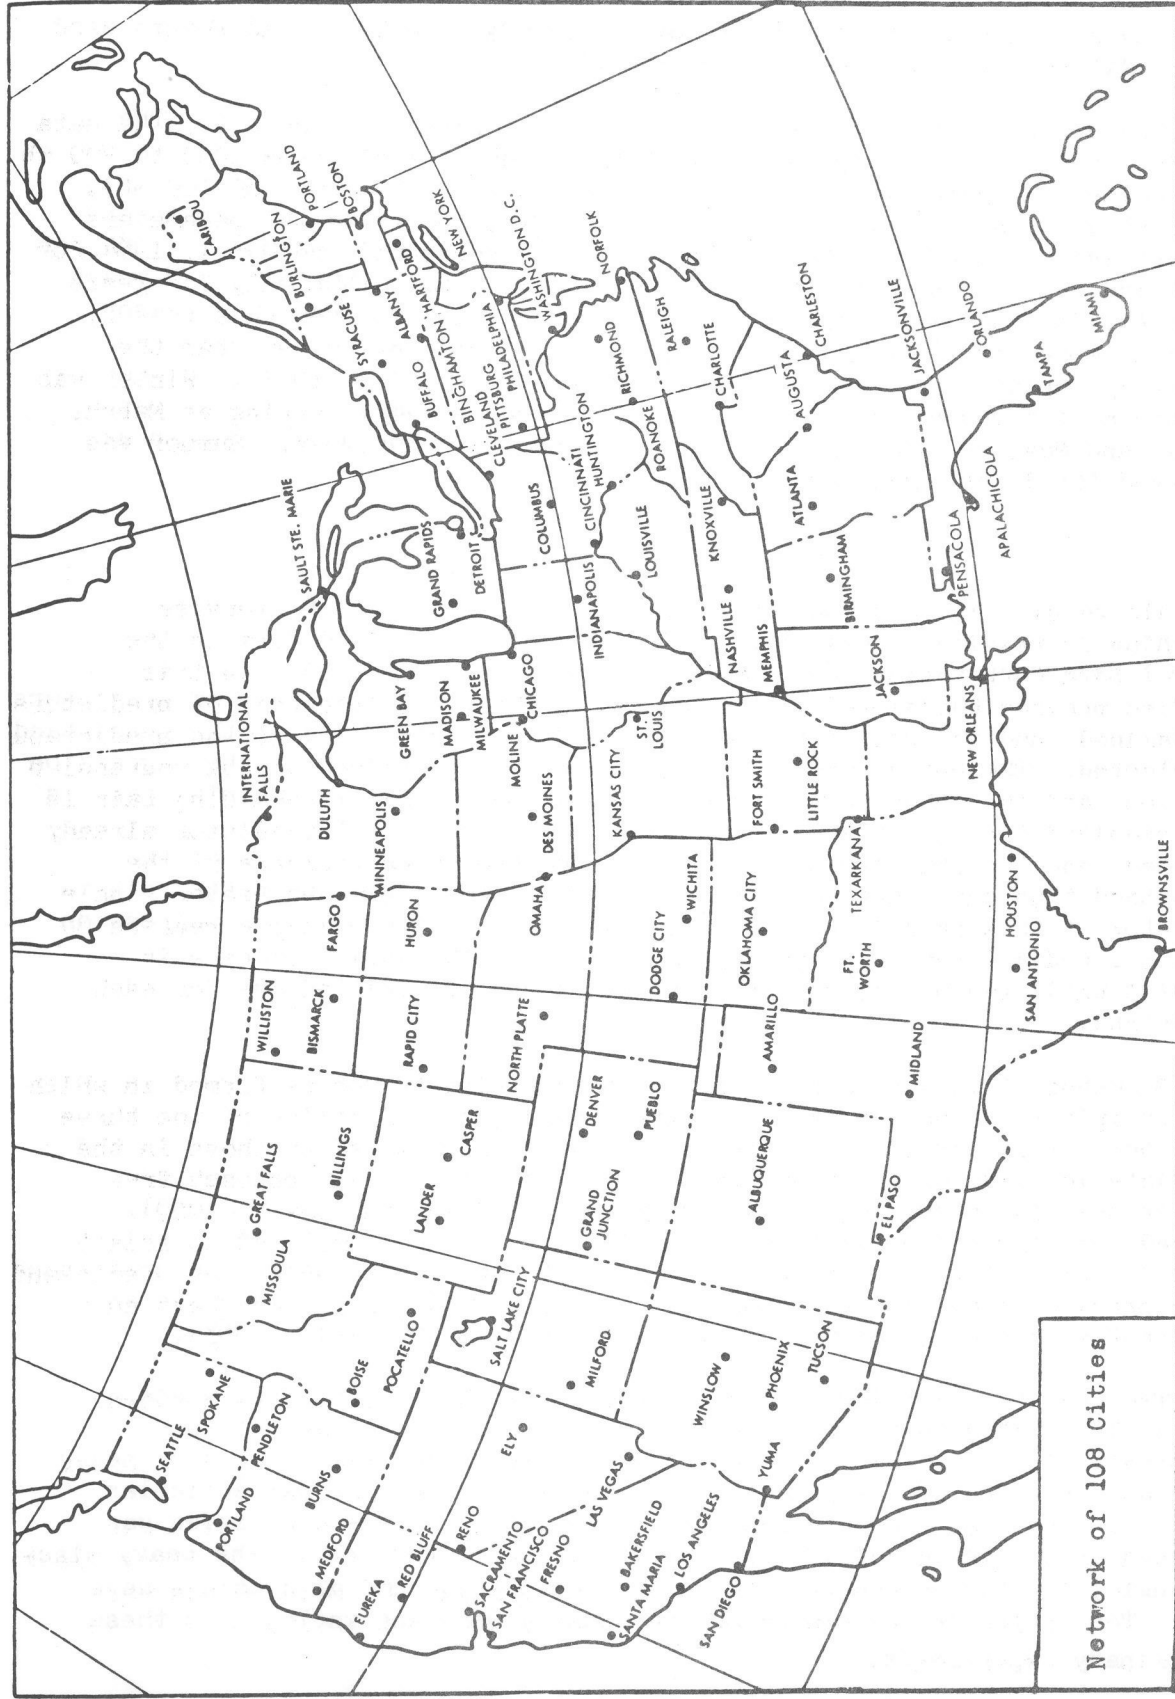 SEATTLE
SPOKANE
PORTLAND
PENDLETON
BURNS
MEDFORD
EUREKA
RED BLUFF
RENO
SACRAMENTO
SAN FRANCISCO
FRESNO
LAS VEGAS
BAKERSFIELD
SANTA MARIA
LOS ANGELES
SAN DIEGO
ELY
MILFORD
SALT LAKE CITY
BOISE
POCATELLO
MISSOULA
GREAT FALLS
BILLINGS
LANDER
CASPER
GRAND
JUNCTION
DENVER
PUEBLO
WINSLOW
PHOENIX
TUCSON
YUMA
ALBUQUERQUE
EL PASO
WILLISTON
BISMARCK
FARGO
RAPID CITY
HURON
NORTH PLATTE
OMAHA
DODGE CITY
WICHITA
OKLAHOMA CITY
AMARILLO
MIDLAND
FT.
WORTH
TEXARKANA
SAN ANTONIO
HOUSTON
BROWNSVILLE
INTERNATIONAL
FALLS
DULUTH
MINNEAPOLIS
DES MOINES
KANSAS CITY
FORT SMITH
LITTLE ROCK
GREEN BAY
MADISON
MILWAUKEE
MOLINE
CHICAGO
ST.
LOUIS
MEMPHIS
JACKSON
NEW ORLEANS
SAULT STE. MARIE
GRAND RAPIDS
DETROIT
INDIANAPOLIS
COLUMBUS
CINCINNATI
LOUISVILLE
HUNTINGTON
NASHVILLE
KNOXVILLE
BIRMINGHAM
ATLANTA
PENSACOLA
APALACHICOLA
CARIBOU
BURLINGTON
PORTLAND
BOSTON
SYRACUSE
ALBANY
HARTFORD
BUFFALO
BINGHAMTON
NEW YORK
CLEVELAND
PITTSBURG
PHILADELPHIA
WASHINGTON D.C.
NORFOLK
RICHMOND
ROANOKE
RALEIGH
CHARLOTTE
AUGUSTA
CHARLESTON
JACKSONVILLE
ORLANDO
TAMPA
MIAMI
Network of 108 Cities